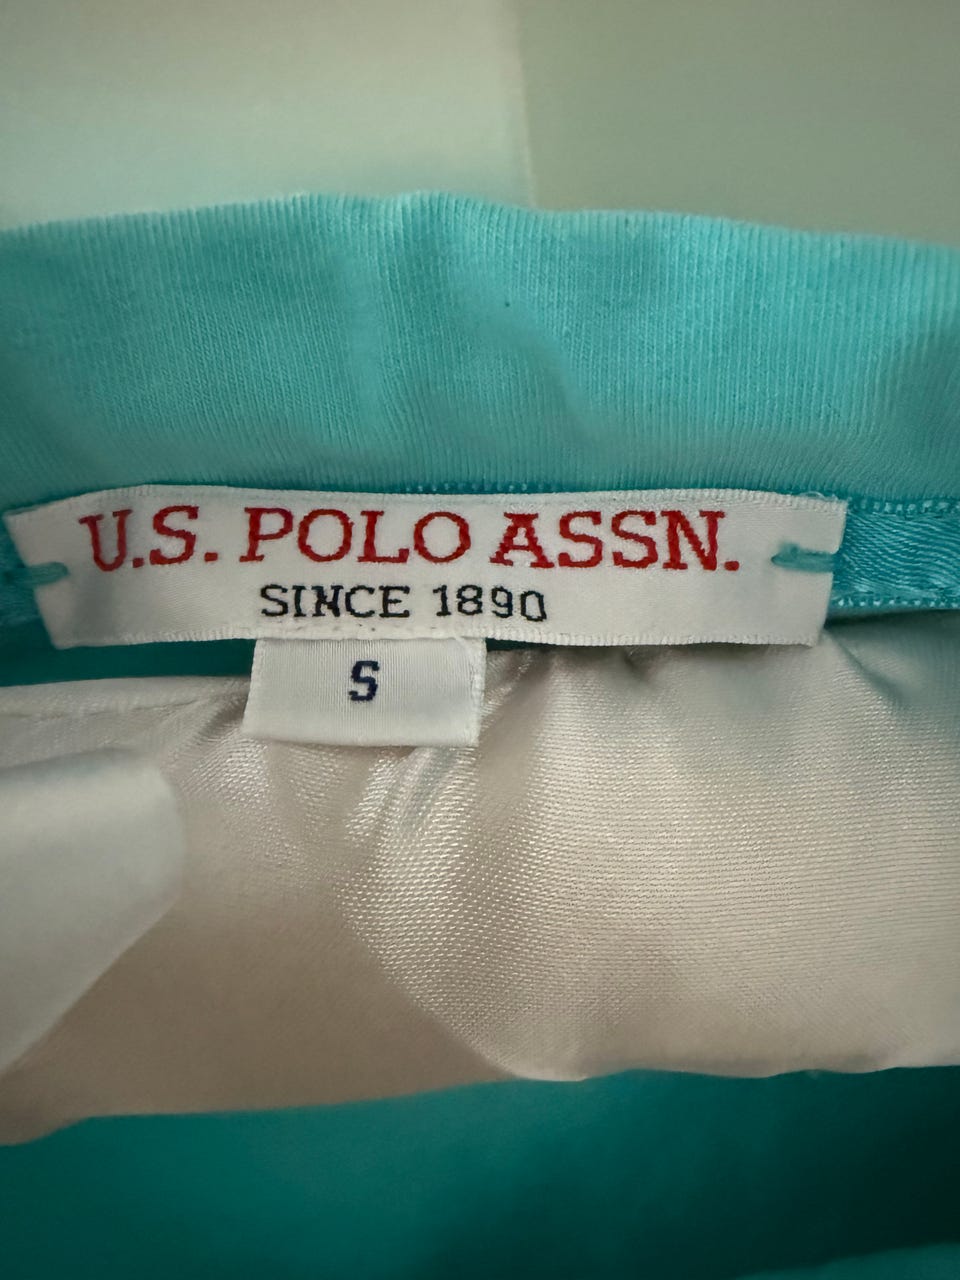 U.S. POLO ASSN.
SINCE 1890
S